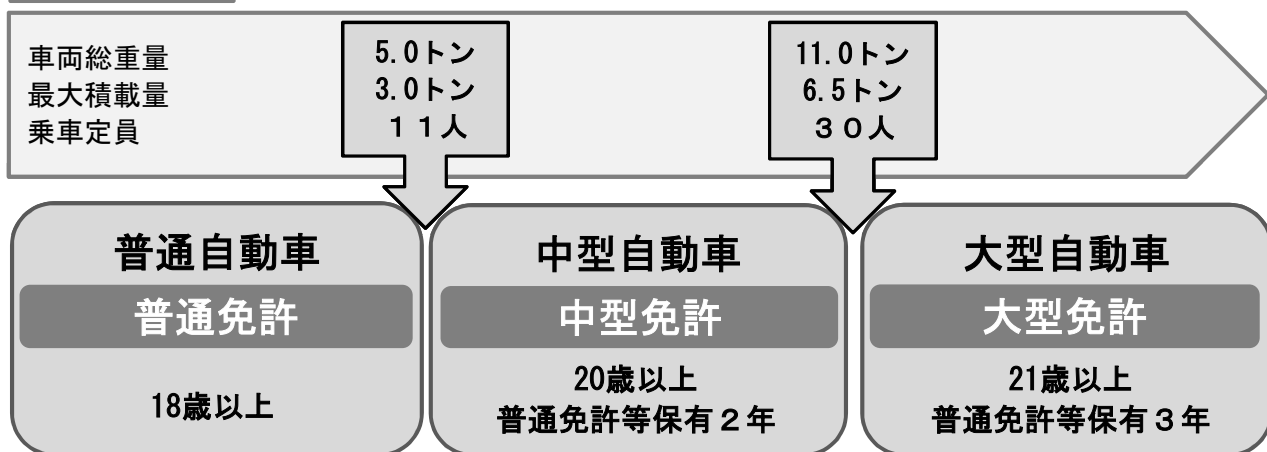 車両総重量
最大積載量
乗車定員
5.0トン
3.0トン
11人
11.0トン
6.5トン
30人
普通自動車
普通免許
18歳以上
中型自動車
中型免許
20歳以上
普通免許等保有2年
大型自動車
大型免許
21歳以上
普通免許等保有3年